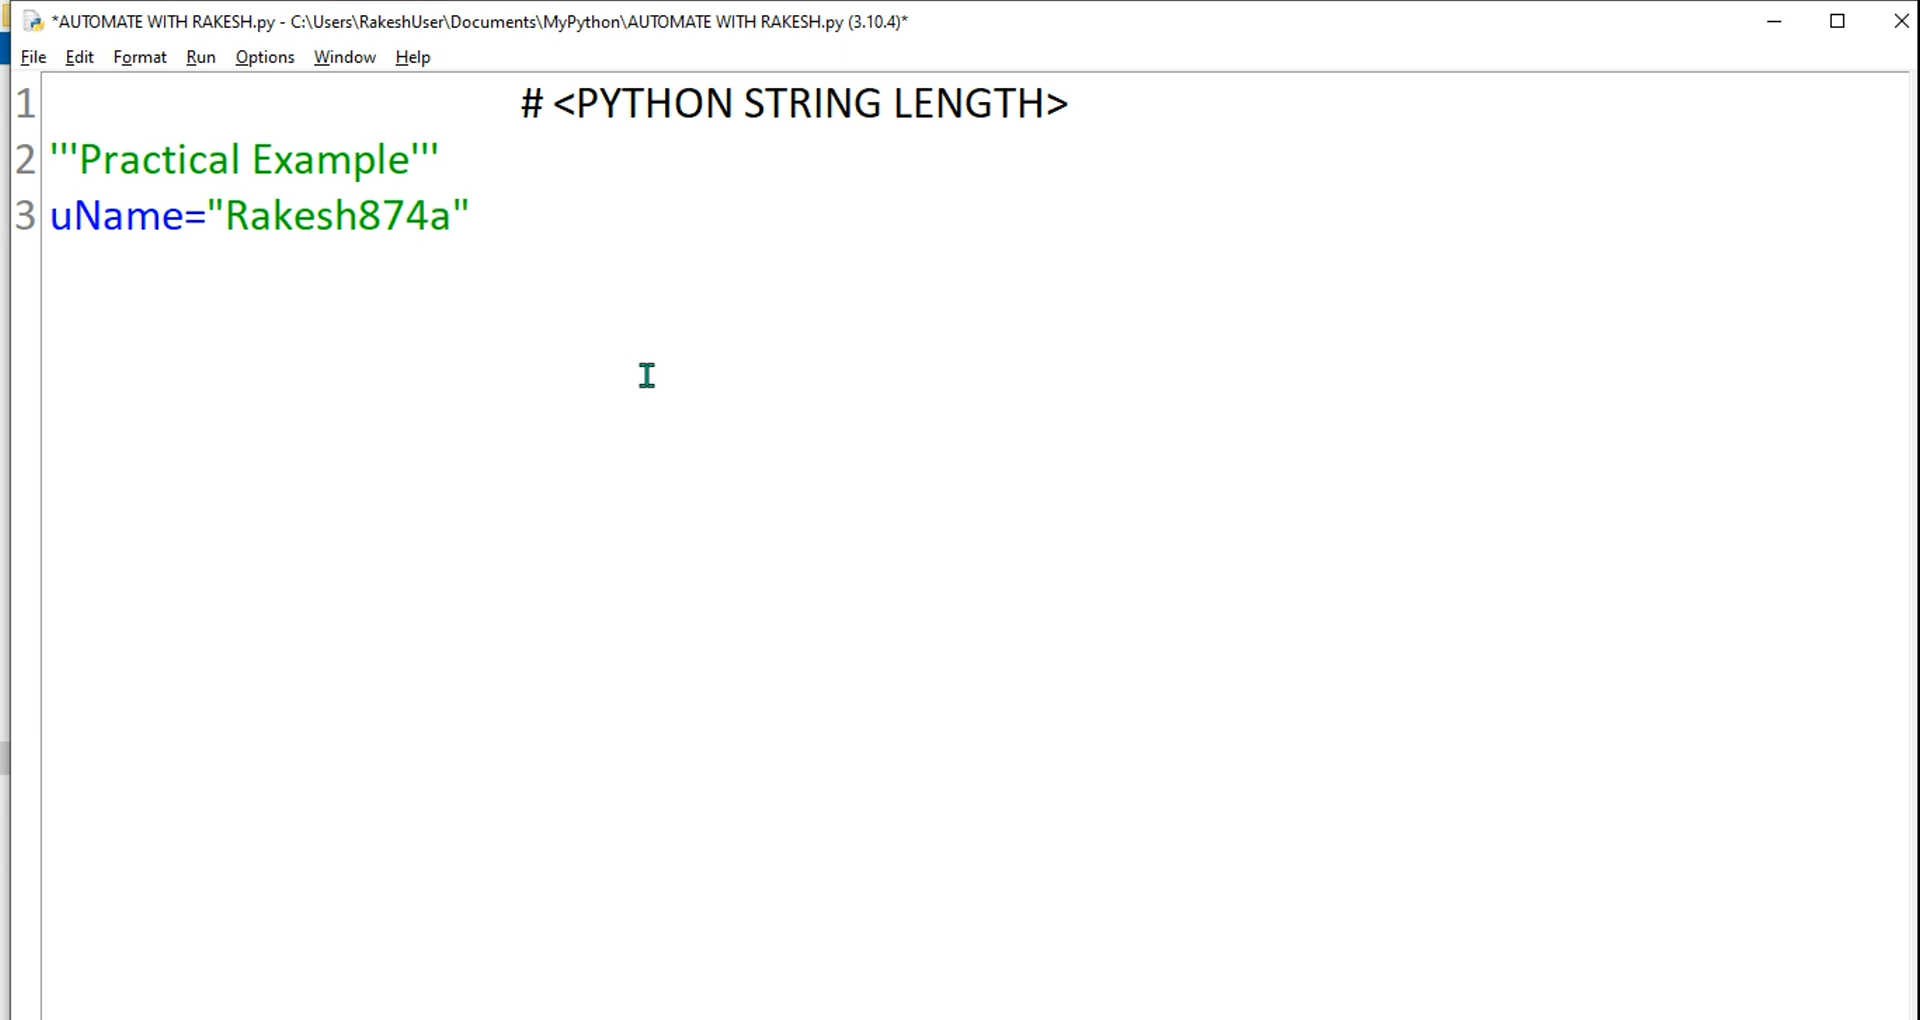 *AUTOMATE WITH RAKESH.py - C:\Users\RakeshUser\Documents\MyPython\AUTOMATE WITH RAKESH.py (3.10.4)*
File Edit Format Run Options Window Help
1 # <PYTHON STRING LENGTH>
2 '''Practical Example'''
3 uName="Rakesh874a"